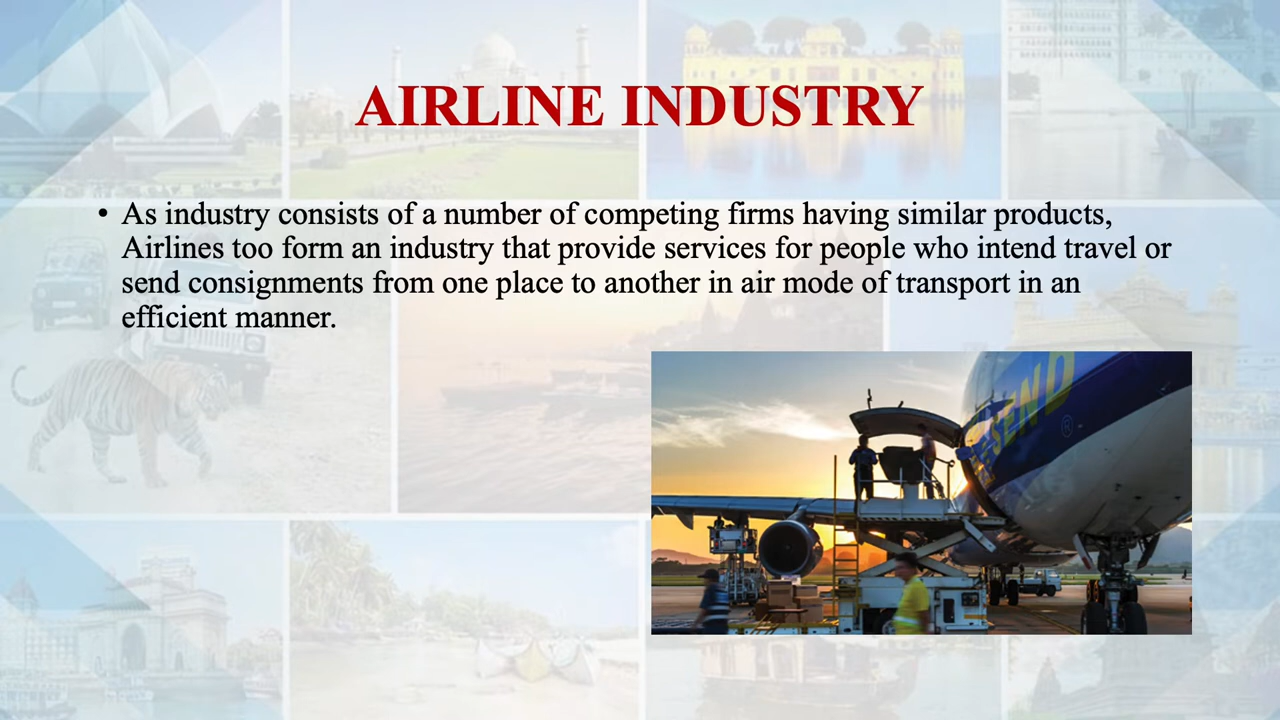 AIRLINE INDUSTRY
• As industry consists of a number of competing firms having similar products,
Airlines too form an industry that provide services for people who intend travel or
send consignments from one place to another in air mode of transport in an
efficient manner.
SEND
®